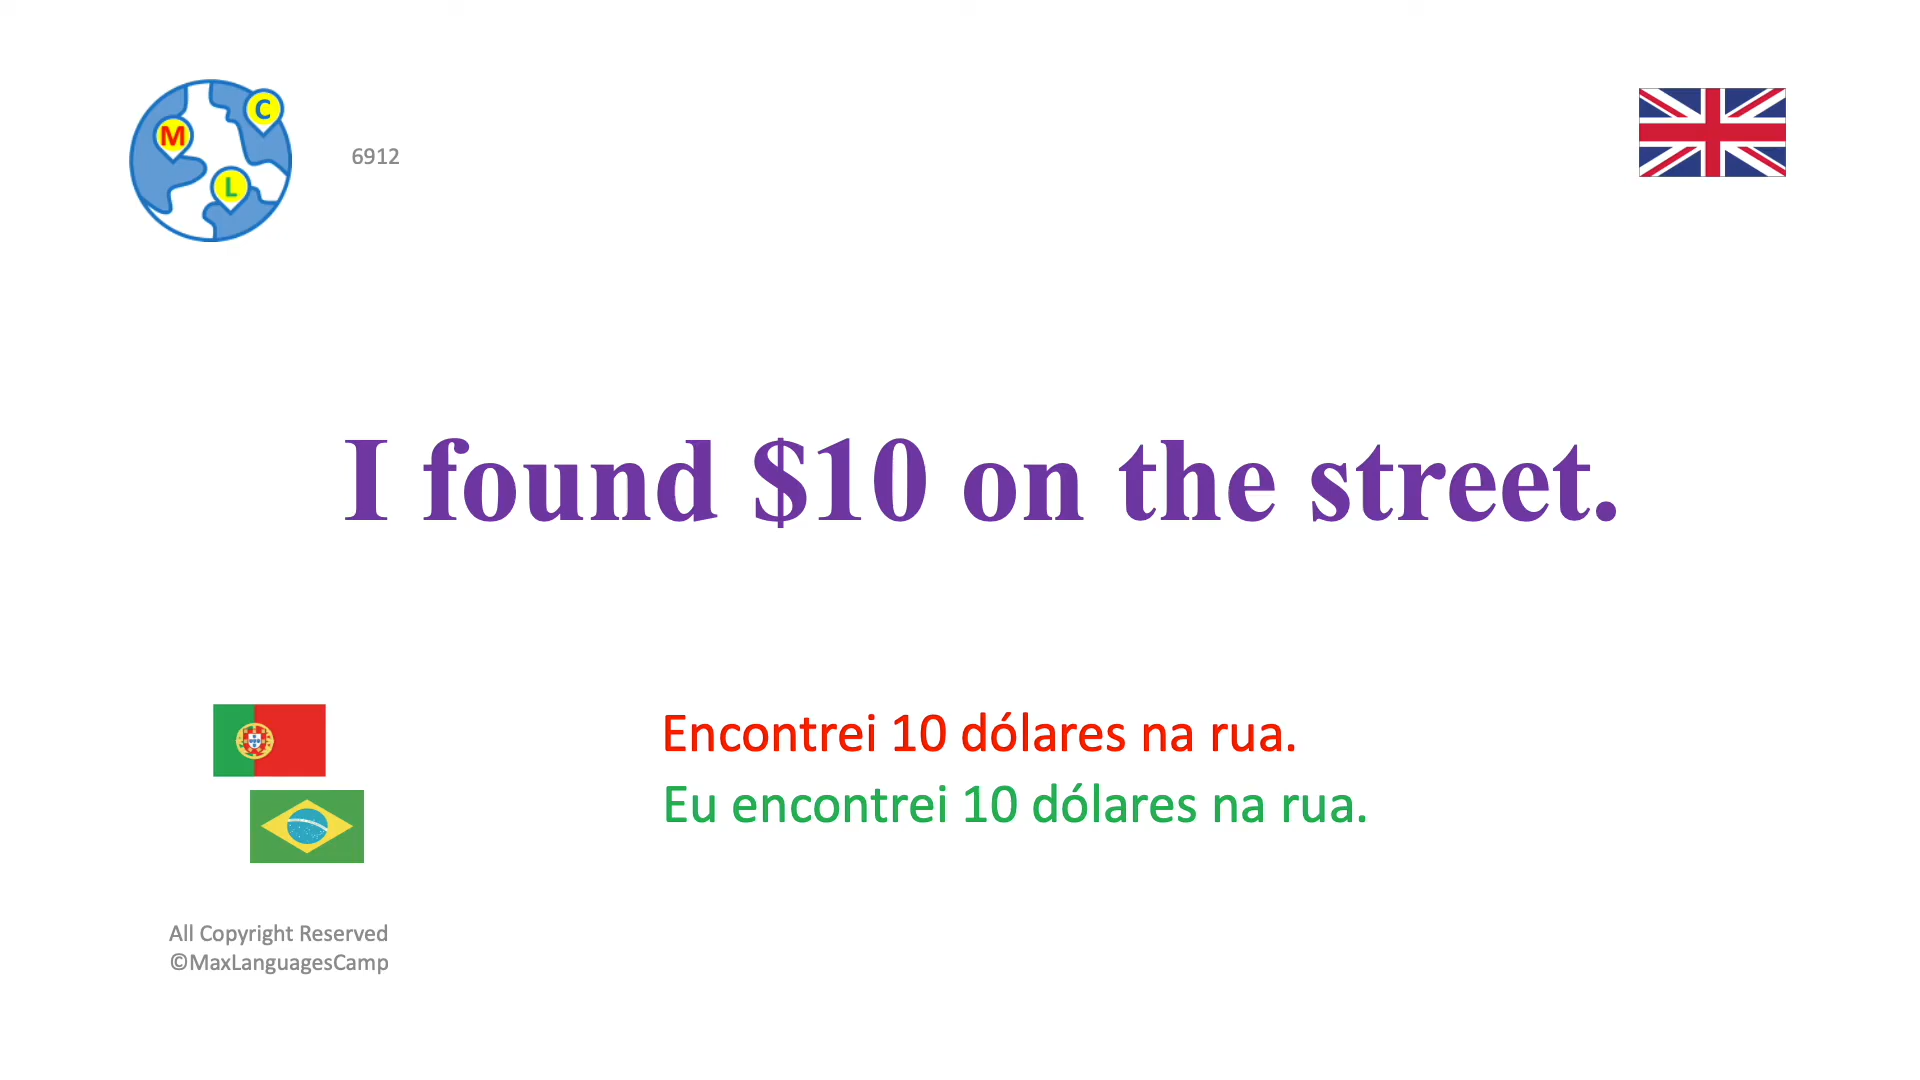 C
M
L
6912
I found $10 on the street.
Encontrei 10 dólares na rua.
Eu encontrei 10 dólares na rua.
All Copyright Reserved
©MaxLanguagesCamp